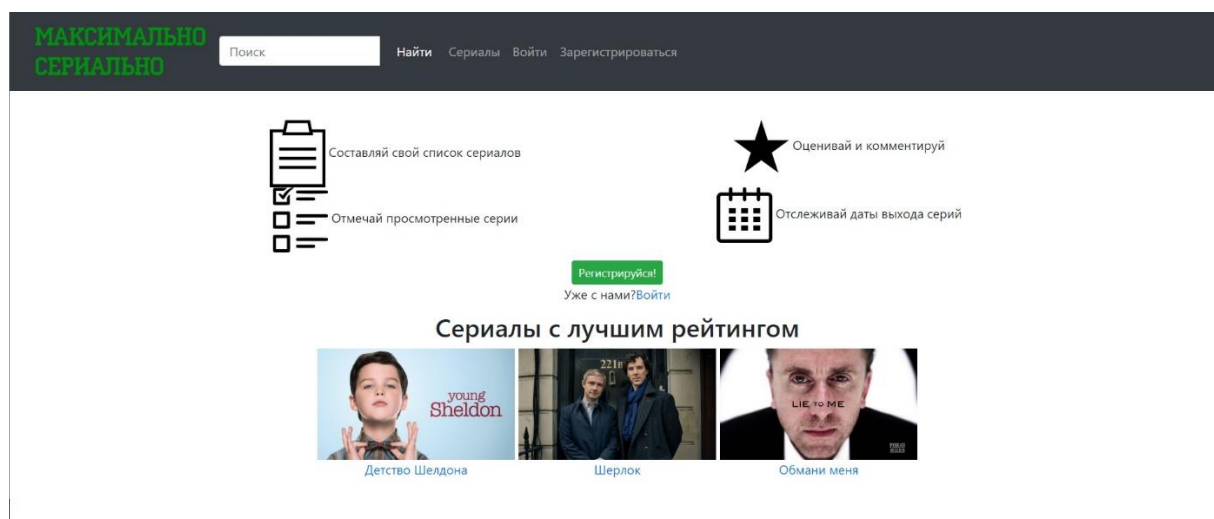 МАКСИМАЛЬНО
СЕРИАЛЬНО
Поиск
Найти Сериалы Войти Зарегистрироваться
Составляй свой список сериалов
Оценивай и комментируй
Отмечай просмотренные серии
Отслеживай даты выхода серий
Регистрируйся!
Уже с нами?Войти
Сериалы с лучшим рейтингом
young
Sheldon
LIE TO ME
Детство Шелдона
Шерлок
Обмани меня